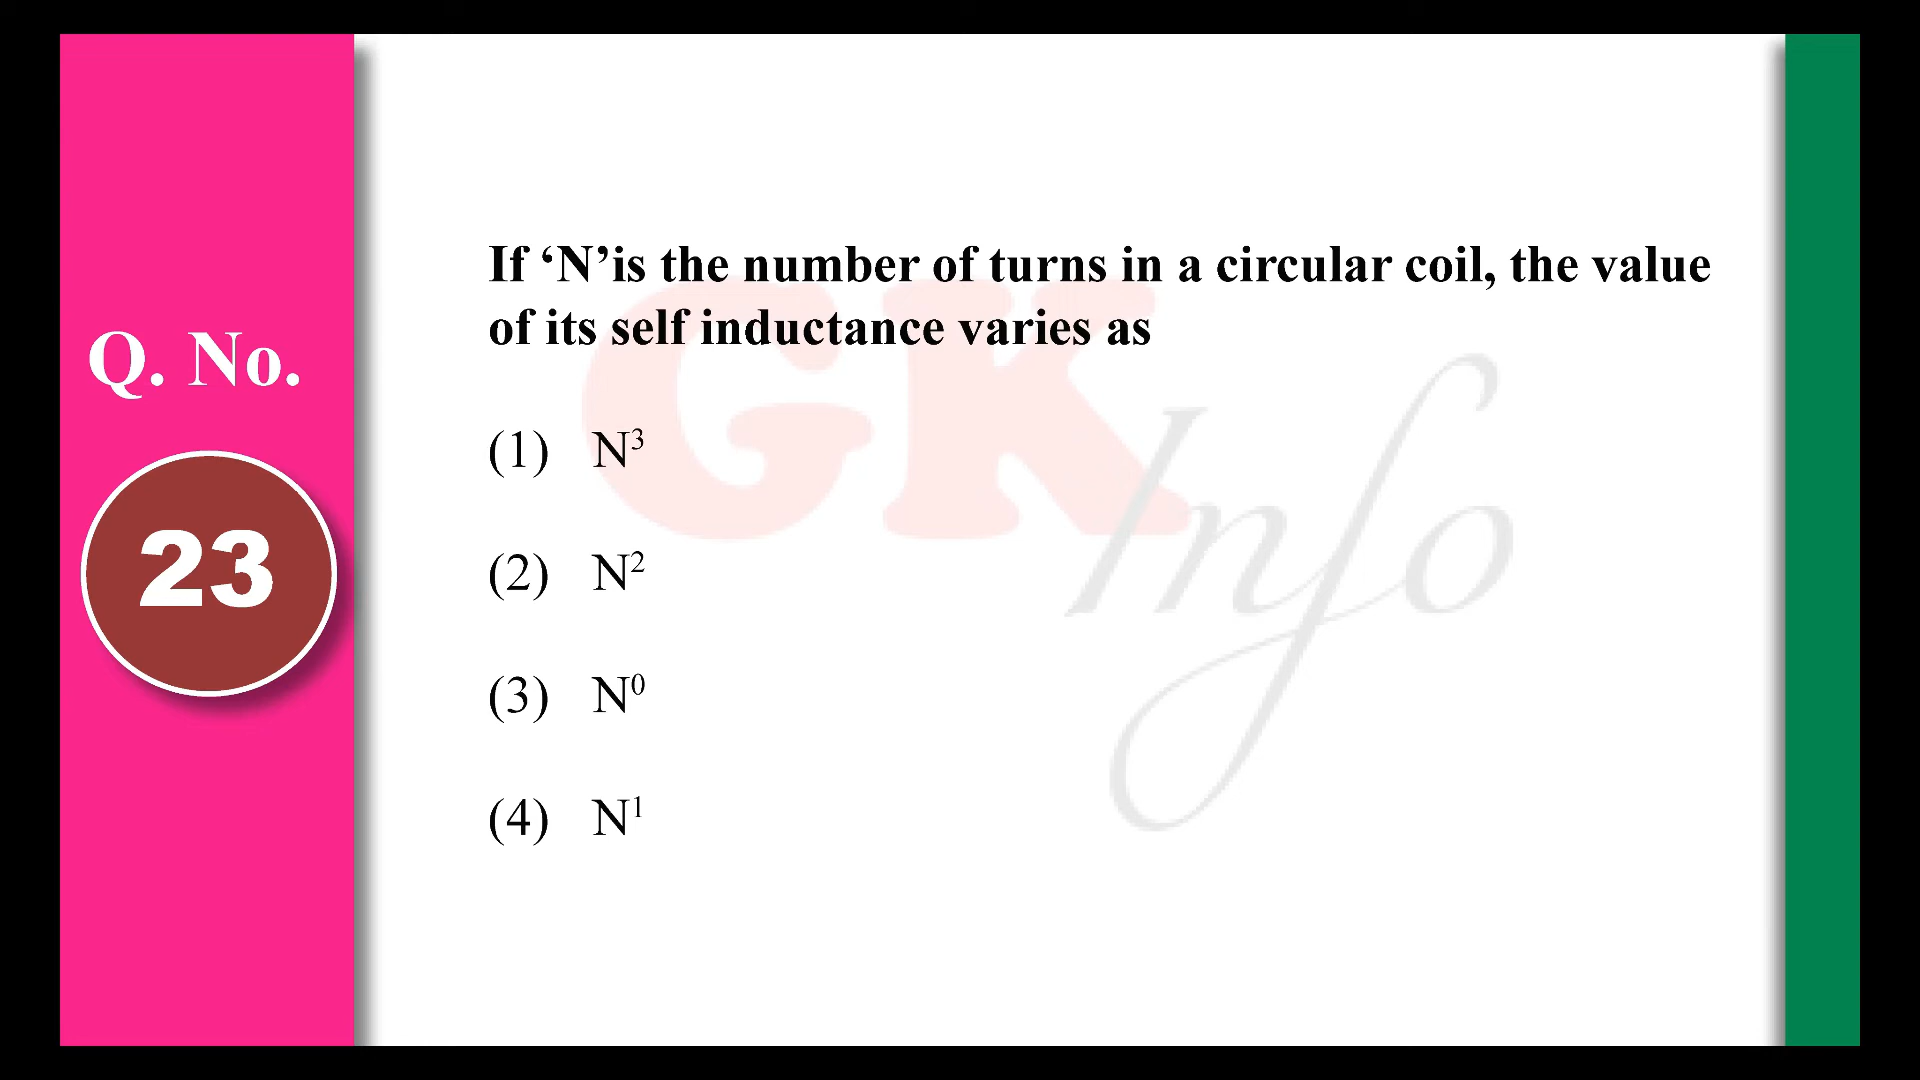 Q. No.
23
If ‘N’is the number of turns in a circular coil, the value
of its self inductance varies as
(1) N³
(2) N²
(3) N⁰
(4) N¹
GK
Info